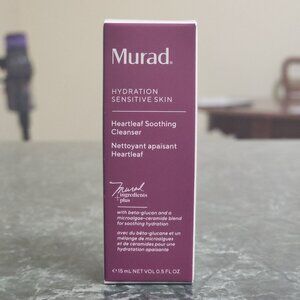 Murad.
HYDRATION
SENSITIVE SKIN
Heartleaf Soothing
Cleanser
Nettoyant apaisant
Heartleaf
Murad
ingredients
plus
with beta-glucan and a
microalgae-ceramide blend
for soothing hydration
avec du bêta-glucane et un
mélange de microalgues
et de céramides pour une
hydratation apaisante
15 mL NET VOL 0.5 FL OZ.